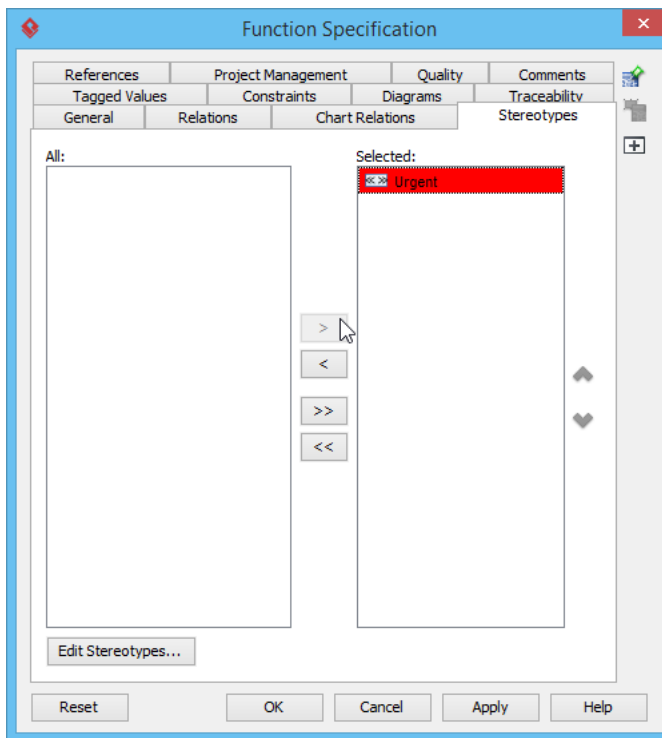 Function Specification
References Project Management Quality Comments
Tagged Values Constraints Diagrams Traceability
General Relations Chart Relations Stereotypes
All: Selected:
« » Urgent
>
<
>>
<<
Edit Stereotypes...
Reset OK Cancel Apply Help